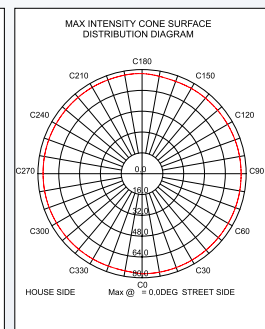 MAX INTENSITY CONE SURFACE
DISTRIBUTION DIAGRAM
C180
C210 C150
C240 C120
C270 C90
C300 C60
C330 C30
C0
0.0
16.0
32.0
48.0
64.0
80.0
HOUSE SIDE Max @ = 0.0DEG STREET SIDE